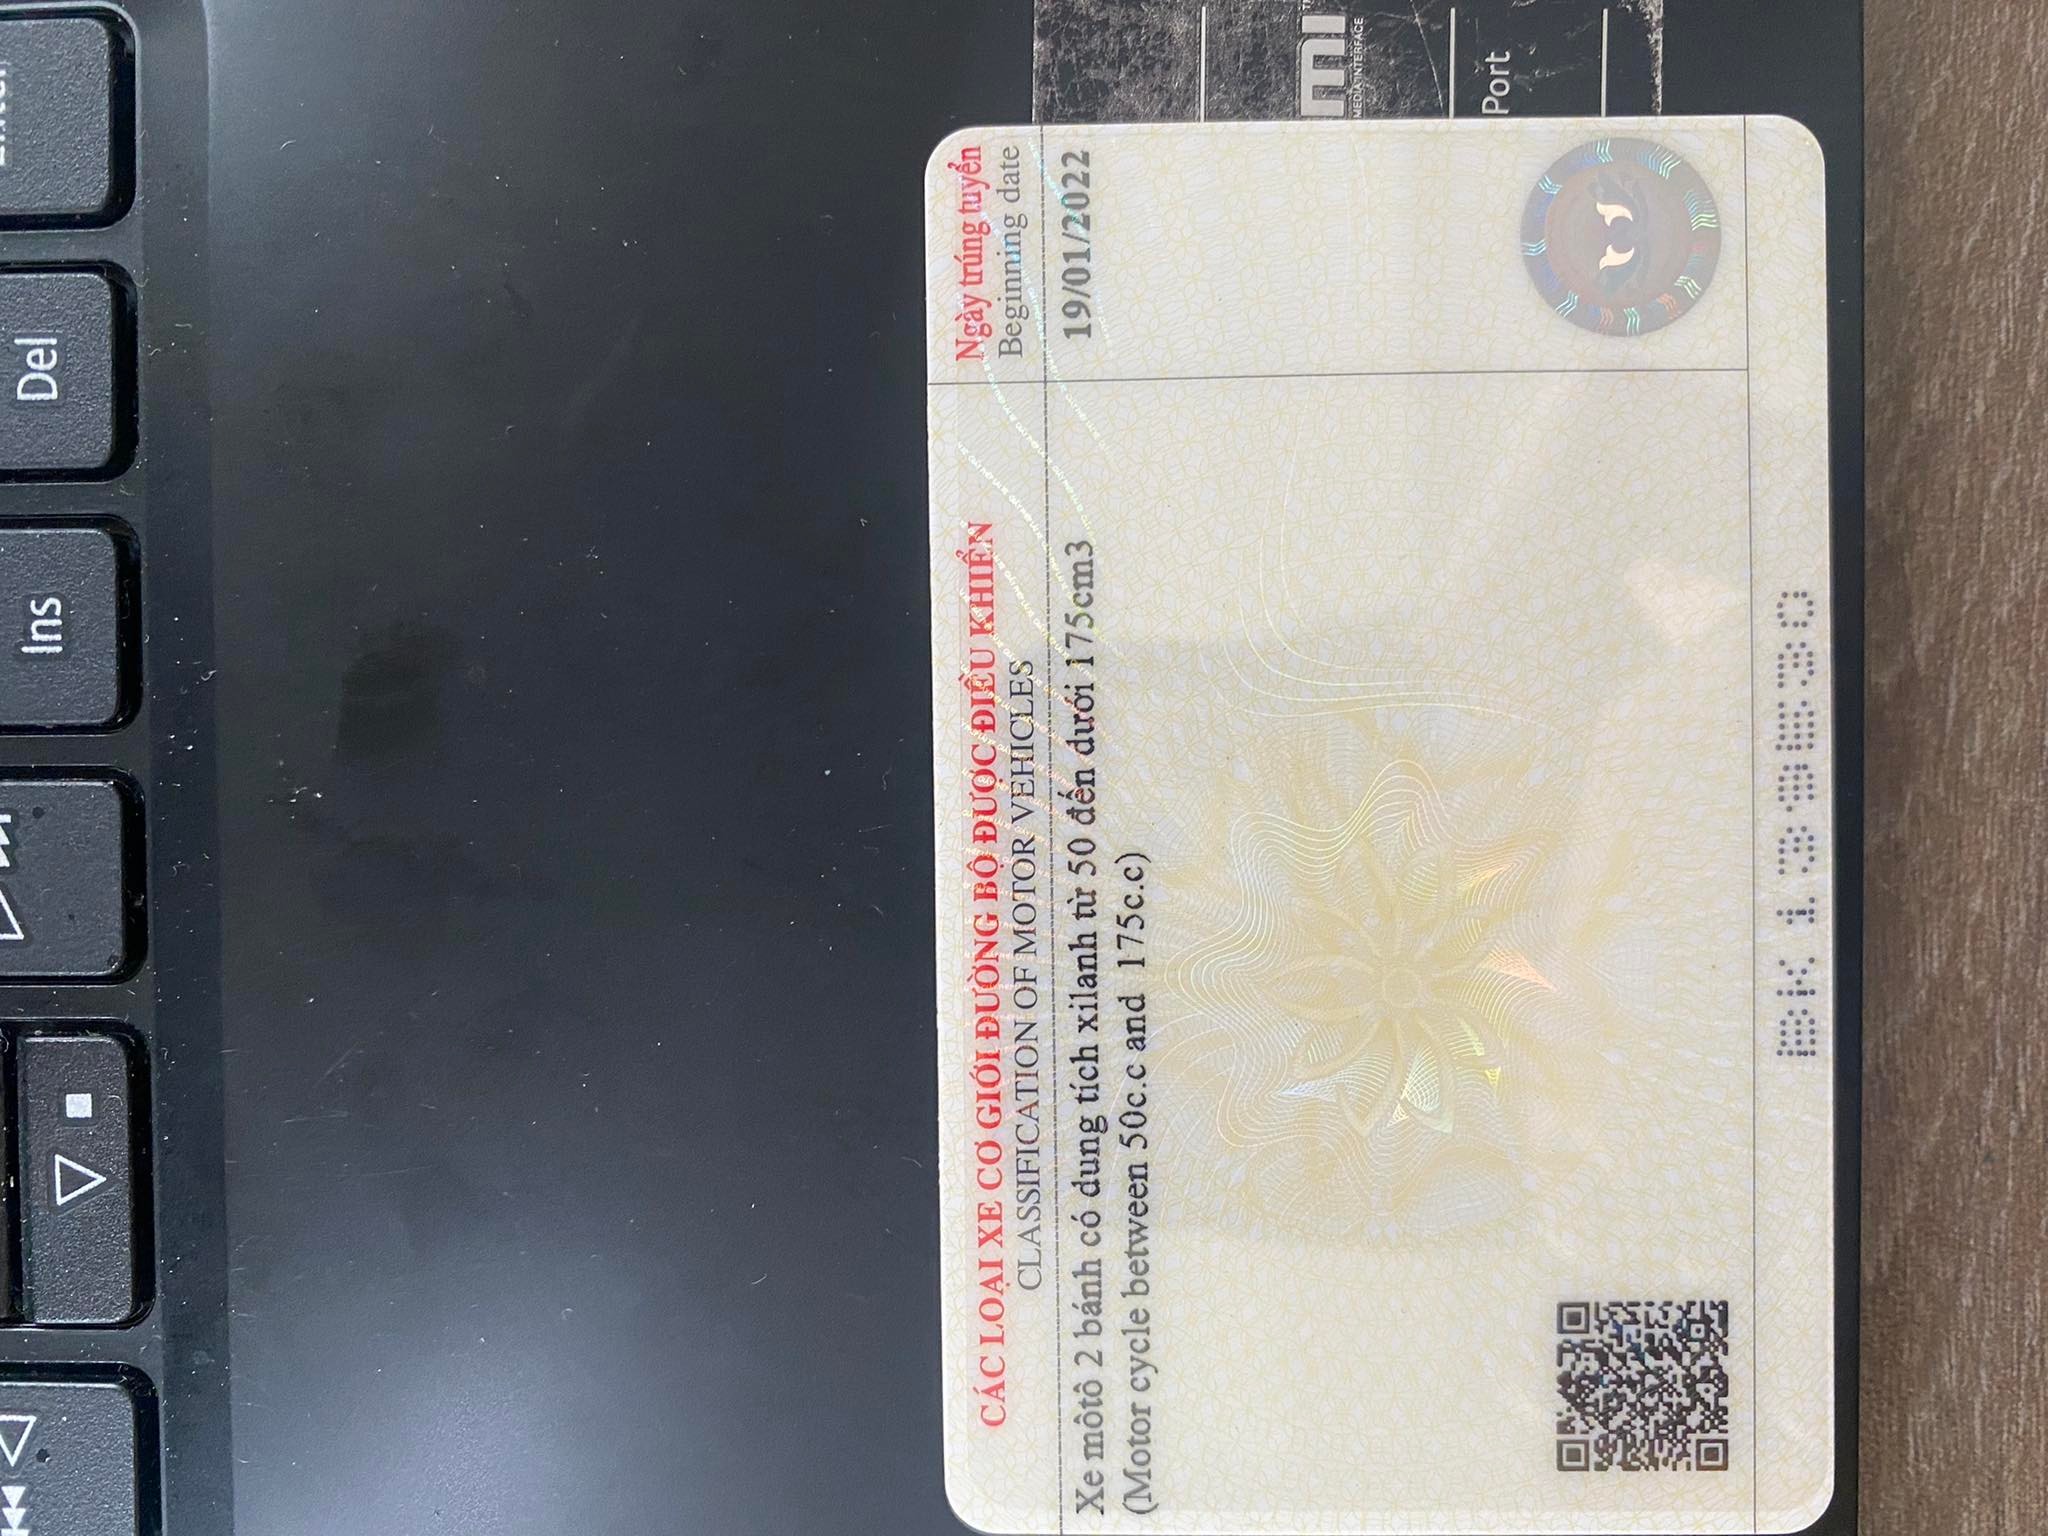 Ins
Del
Enter
CÁC LOẠI XE CƠ GIỚI ĐƯỜNG BỘ ĐƯỢC ĐIỀU KHIỂN
CLASSIFICATION OF MOTOR VEHICLES
Ngày trúng tuyển
Beginning date
Xe môtô 2 bánh có dung tích xilanh từ 50 đến dưới 175cm3
(Motor cycle between 50c.c and 175c.c)
19/01/2022
MI
MEDIA INTERFACE
Port
BK 139530